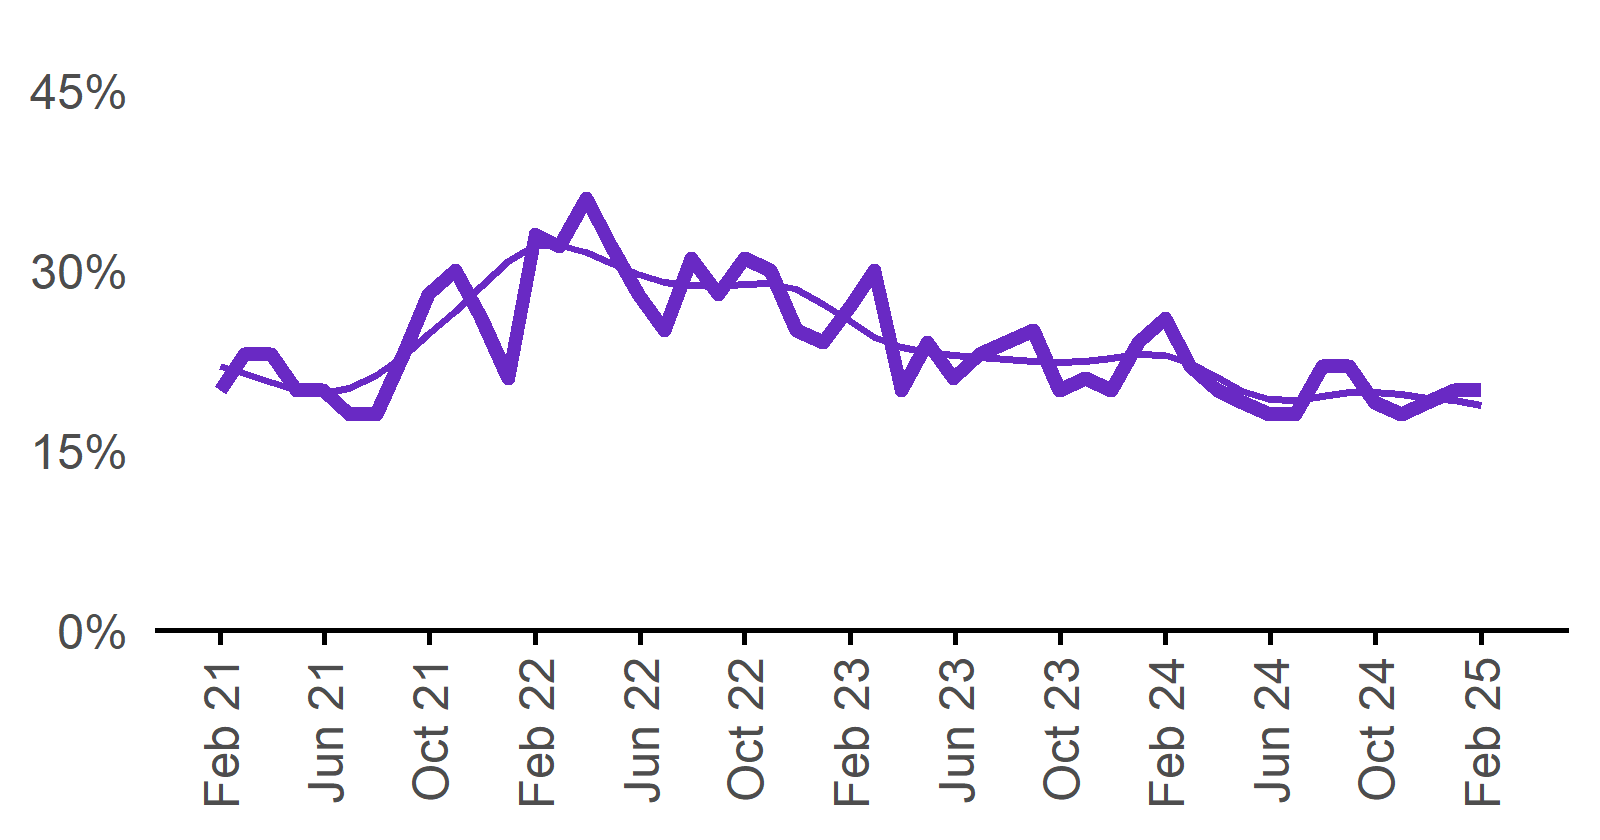 45%
30%
15%
0%
Feb 21
Jun 21
Oct 21
Feb 22
Jun 22
Oct 22
Feb 23
Jun 23
Oct 23
Feb 24
Jun 24
Oct 24
Feb 25